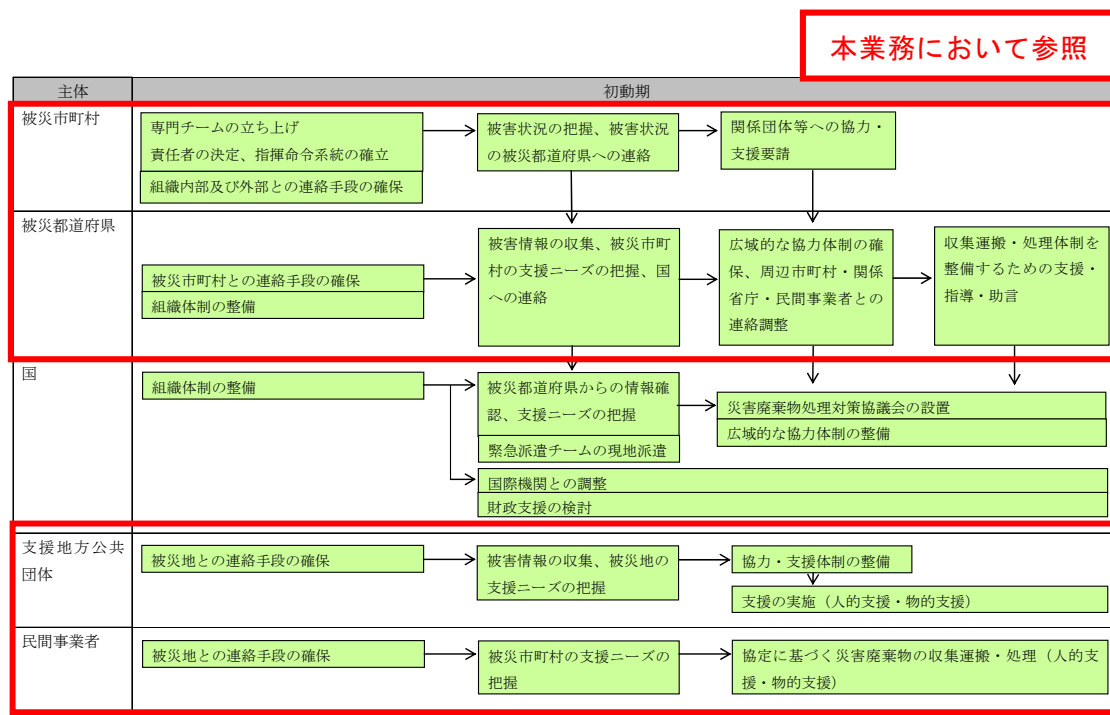 本業務において参照
主体
初動期
被災市町村
専門チームの立ち上げ
責任者の決定、指揮命令系統の確立
組織内部及び外部との連絡手段の確保
被害状況の把握、被害状況
の被災都道府県への連絡
関係団体等への協力・
支援要請
被災都道府県
被災市町村との連絡手段の確保
組織体制の整備
被害情報の収集、被災市町
村の支援ニーズの把握、国
への連絡
広域的な協力体制の確
保、周辺市町村・関係
省庁・民間事業者との
連絡調整
収集運搬・処理体制を
整備するための支援・
指導・助言
国
組織体制の整備
被災都道府県からの情報確
認、支援ニーズの把握
緊急派遣チームの現地派遣
災害廃棄物処理対策協議会の設置
広域的な協力体制の整備
国際機関との調整
財政支援の検討
支援地方公共
団体
被災地との連絡手段の確保
被害情報の収集、被災地の
支援ニーズの把握
協力・支援体制の整備
支援の実施（人的支援・物的支援）
民間事業者
被災地との連絡手段の確保
被災市町村の支援ニーズの
把握
協定に基づく災害廃棄物の収集運搬・処理（人的支
援・物的支援）